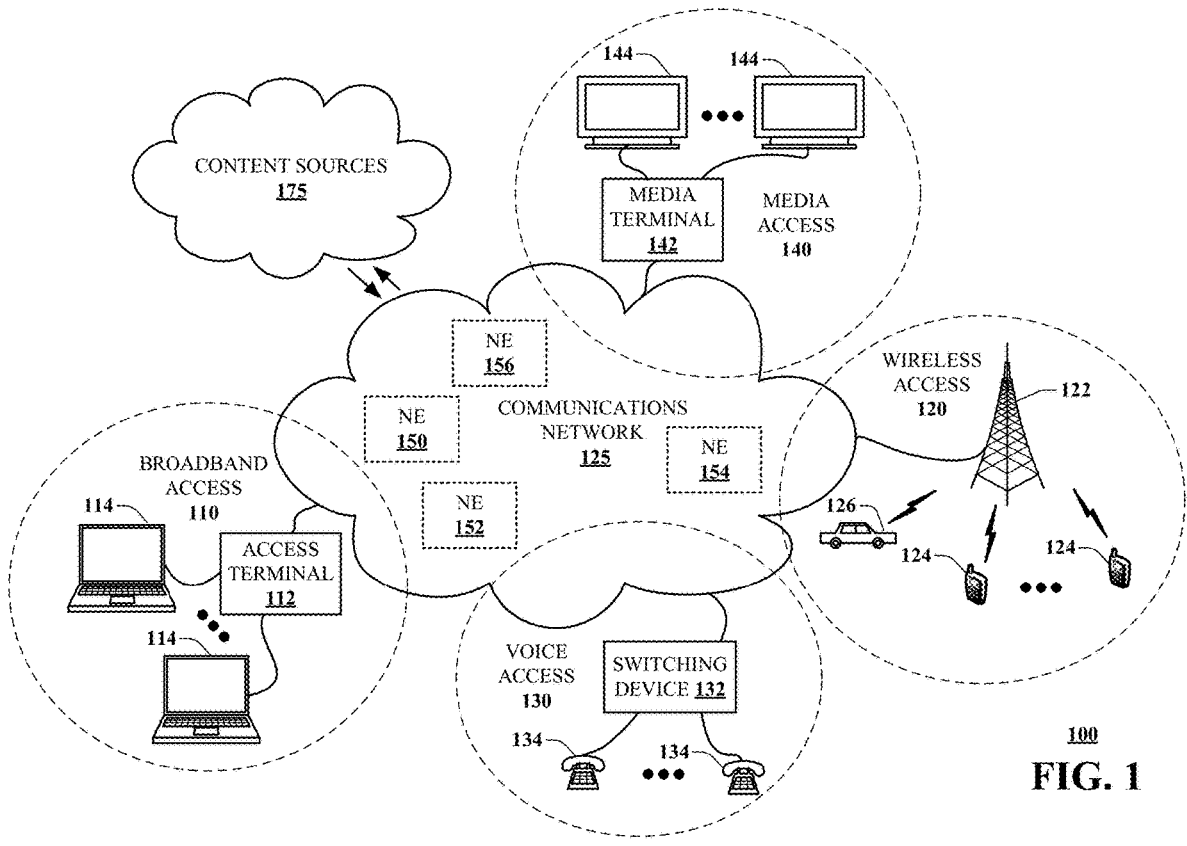 144
144
CONTENT SOURCES
175
MEDIA
TERMINAL
142
MEDIA
ACCESS
140
NE
156
WIRELESS
ACCESS
120
122
NE
150
COMMUNICATIONS
NETWORK
125
NE
154
BROADBAND
ACCESS
110
114
NE
152
126
124
124
ACCESS
TERMINAL
112
114
VOICE
ACCESS
130
SWITCHING
DEVICE 132
134
134
100
FIG. 1